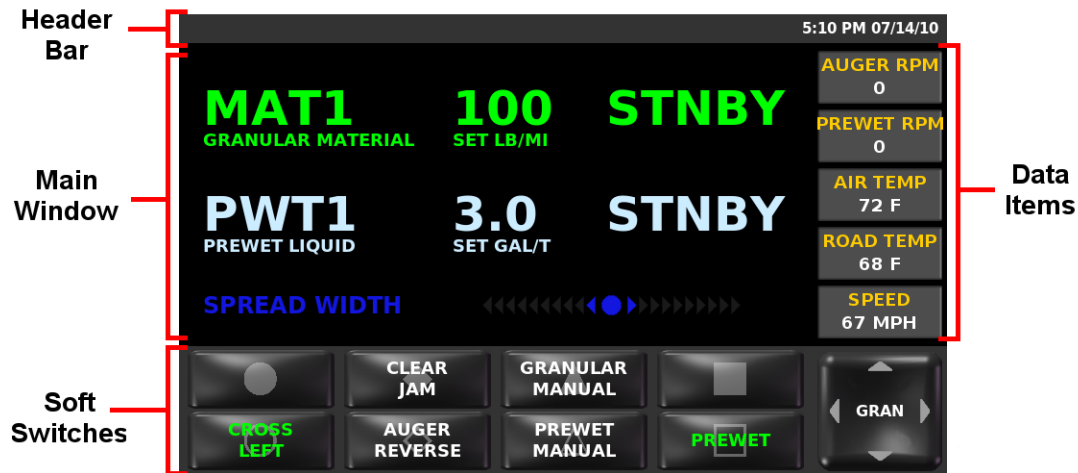 Header
Bar
5:10 PM 07/14/10
MAT1 100 STNBY
GRANULAR MATERIAL SET LB/MI
PWT1 3.0 STNBY
PREWET LIQUID SET GAL/T
SPREAD WIDTH
AUGER RPM
0
PREWET RPM
0
AIR TEMP
72 F
ROAD TEMP
68 F
SPEED
67 MPH
Main
Window
Data
Items
Soft
Switches
CLEAR
JAM
GRANULAR
MANUAL
CROSS
LEFT
AUGER
REVERSE
PREWET
MANUAL
PREWET
GRAN